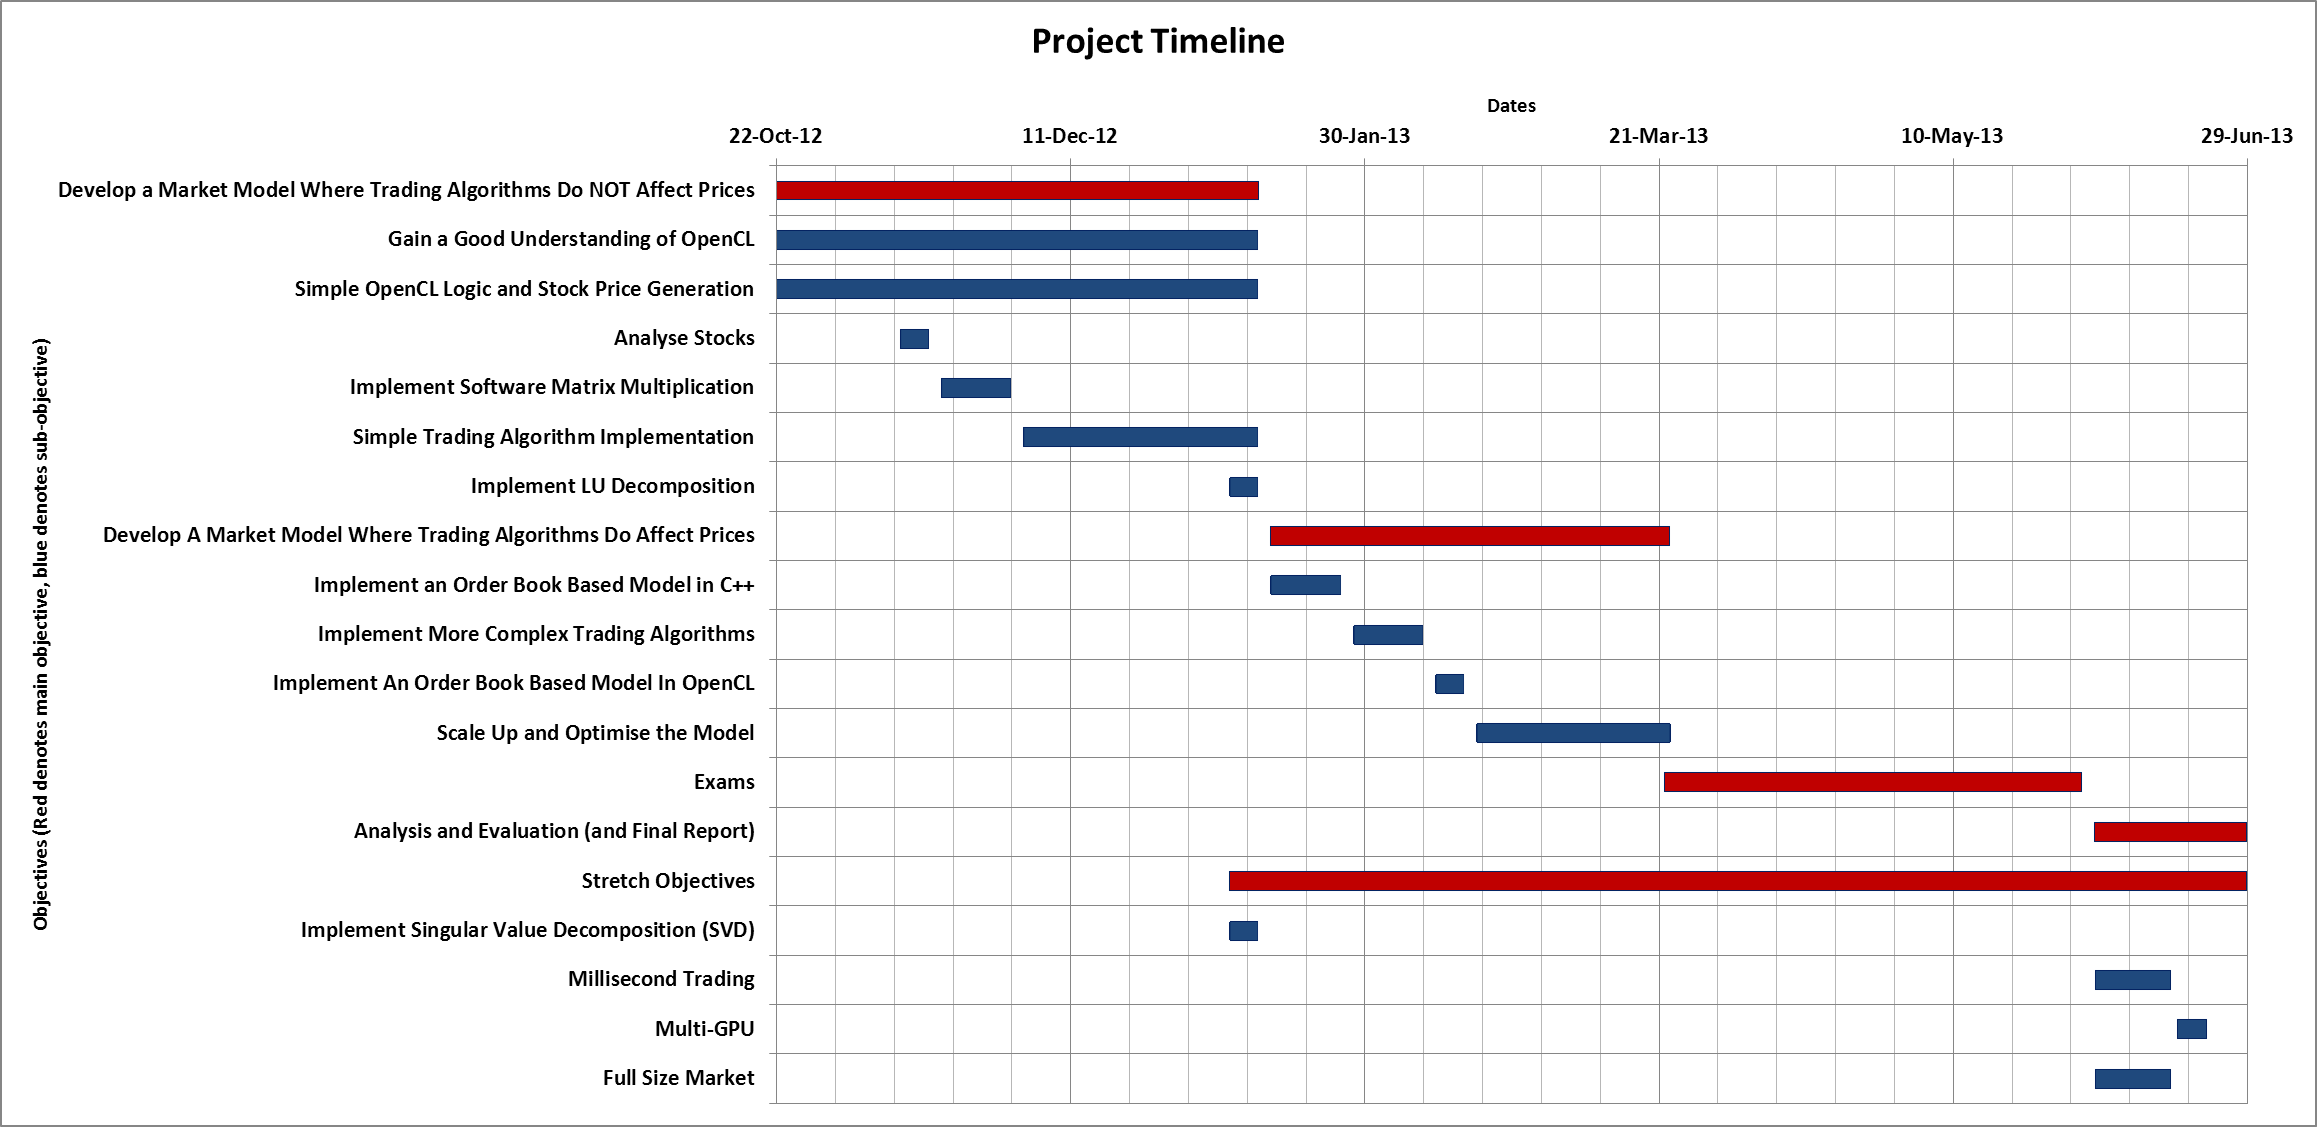 Project Timeline
Dates
22-Oct-12 11-Dec-12 30-Jan-13 21-Mar-13 10-May-13 29-Jun-13
Objectives (Red denotes main objective, blue denotes sub-objective)
Develop a Market Model Where Trading Algorithms Do NOT Affect Prices
Gain a Good Understanding of OpenCL
Simple OpenCL Logic and Stock Price Generation
Analyse Stocks
Implement Software Matrix Multiplication
Simple Trading Algorithm Implementation
Implement LU Decomposition
Develop A Market Model Where Trading Algorithms Do Affect Prices
Implement an Order Book Based Model in C++
Implement More Complex Trading Algorithms
Implement An Order Book Based Model In OpenCL
Scale Up and Optimise the Model
Exams
Analysis and Evaluation (and Final Report)
Stretch Objectives
Implement Singular Value Decomposition (SVD)
Millisecond Trading
Multi-GPU
Full Size Market